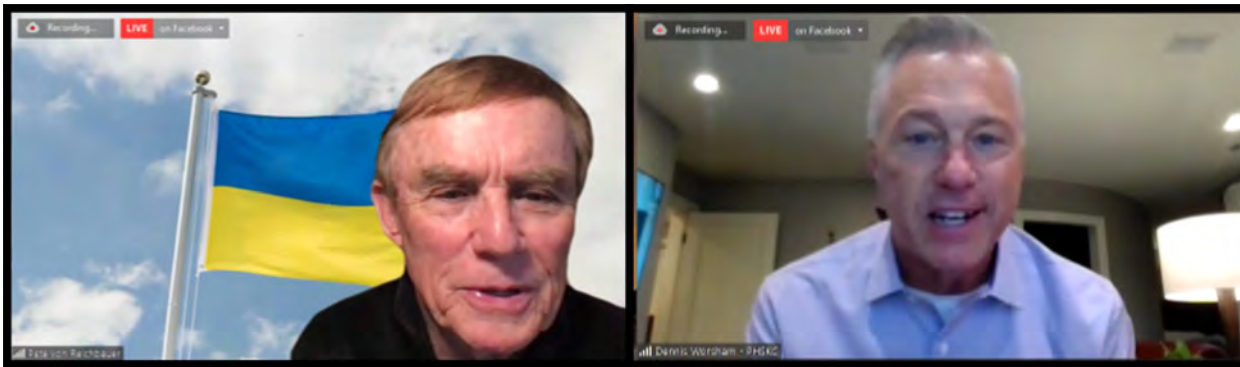 Recording...
LIVE on Facebook
Pete von Reichbauer
Recording...
LIVE on Facebook
Dennis Worsham - PHSKC